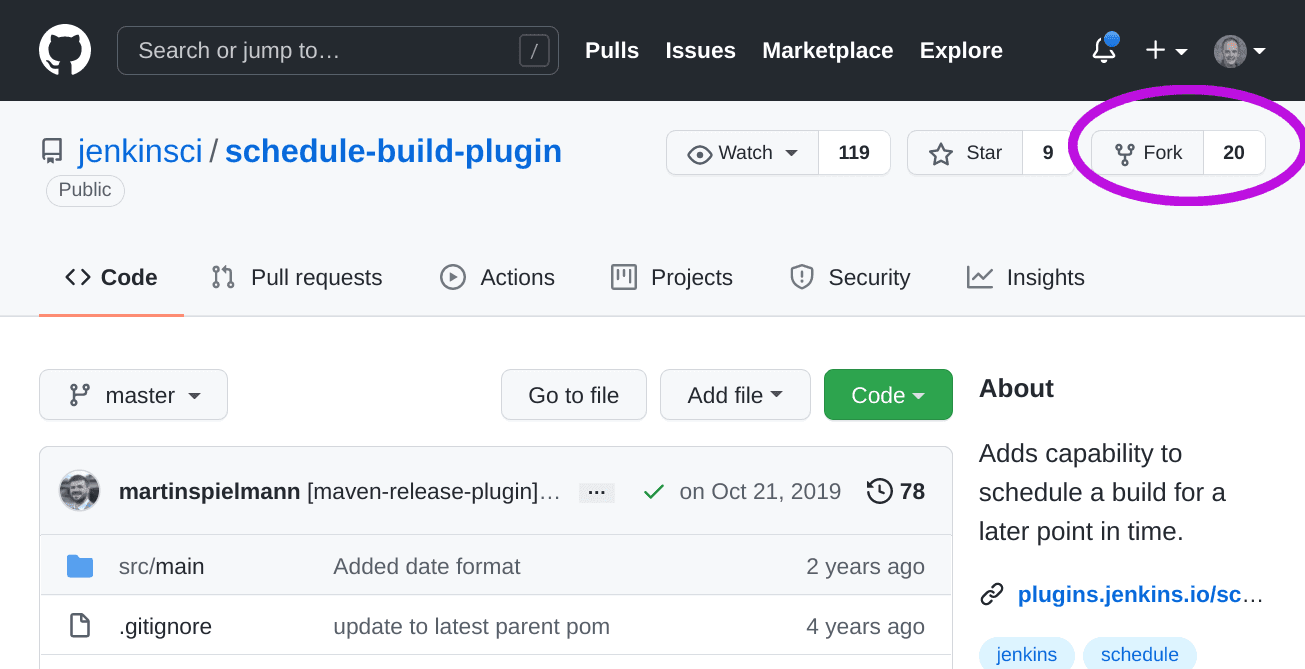 Search or jump to… /
Pulls Issues Marketplace Explore
jenkinsci / schedule-build-plugin
Public
Watch 119
Star 9
Fork 20
Code Pull requests Actions Projects Security Insights
master Go to file Add file Code
About
Adds capability to
schedule a build for a
later point in time.
plugins.jenkins.io/sc…
jenkins schedule
martinspielmann [maven-release-plugin]… … on Oct 21, 2019 78
src/main Added date format 2 years ago
.gitignore update to latest parent pom 4 years ago